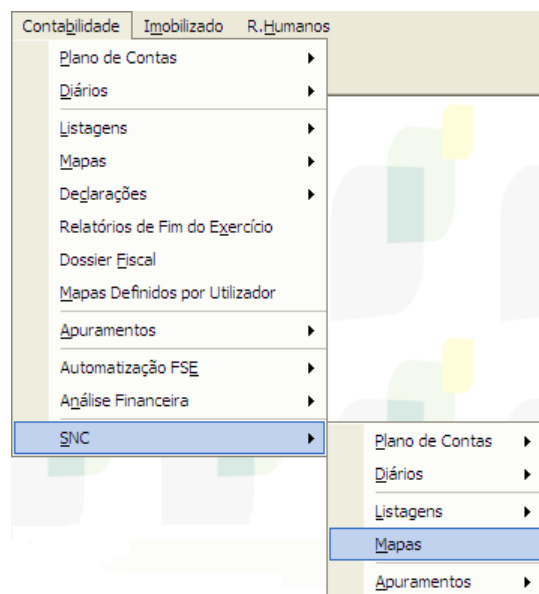 Contabilidade Imobilizado R.Humanos
Plano de Contas
Diários
Listagens
Mapas
Declarações
Relatórios de Fim do Exercício
Dossier Fiscal
Mapas Definidos por Utilizador
Apuramentos
Automatização FSE
Análise Financeira
SNC
Plano de Contas
Diários
Listagens
Mapas
Apuramentos